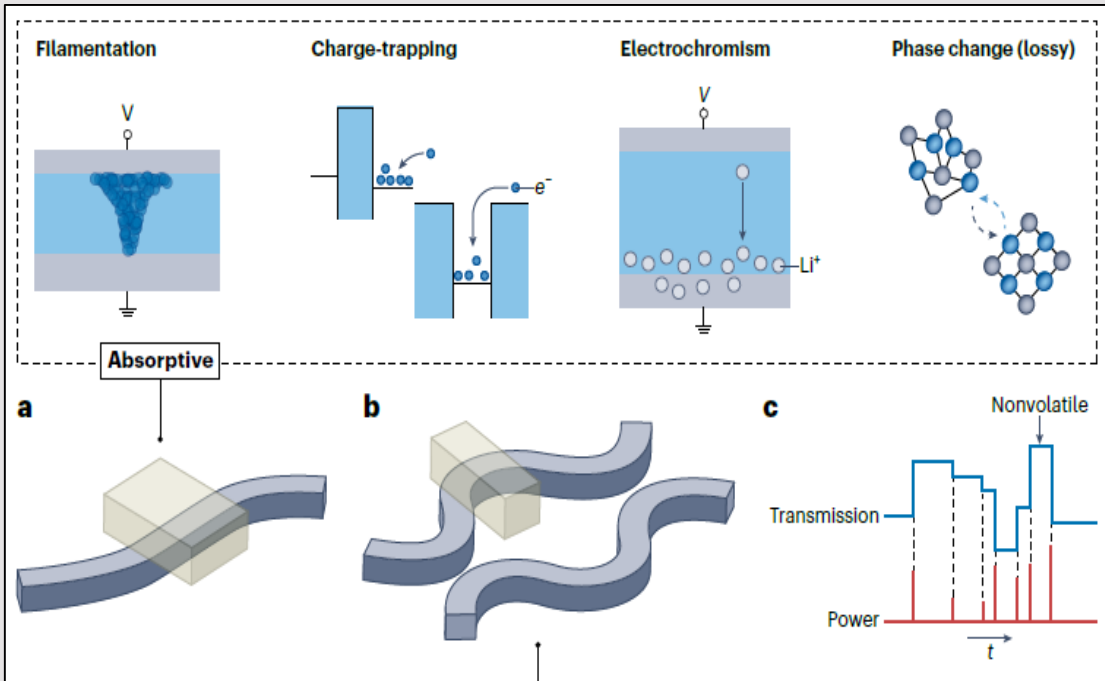 Filamentation
Charge-trapping
Electrochromism
Phase change (lossy)
V
V
e⁻
Li⁺
Absorptive
a
b
c
Nonvolatile
Transmission
Power
t